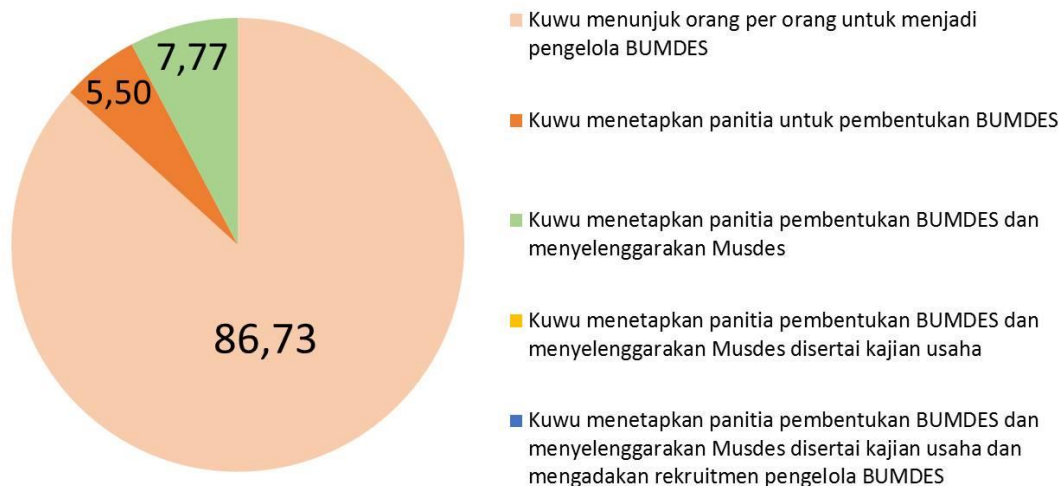 7,77
5,50
86,73
Kuwu menunjuk orang per orang untuk menjadi
pengelola BUMDES
Kuwu menetapkan panitia untuk pembentukan BUMDES
Kuwu menetapkan panitia pembentukan BUMDES dan
menyelenggarakan Musdes
Kuwu menetapkan panitia pembentukan BUMDES dan
menyelenggarakan Musdes disertai kajian usaha
Kuwu menetapkan panitia pembentukan BUMDES dan
menyelenggarakan Musdes disertai kajian usaha dan
mengadakan rekruitmen pengelola BUMDES